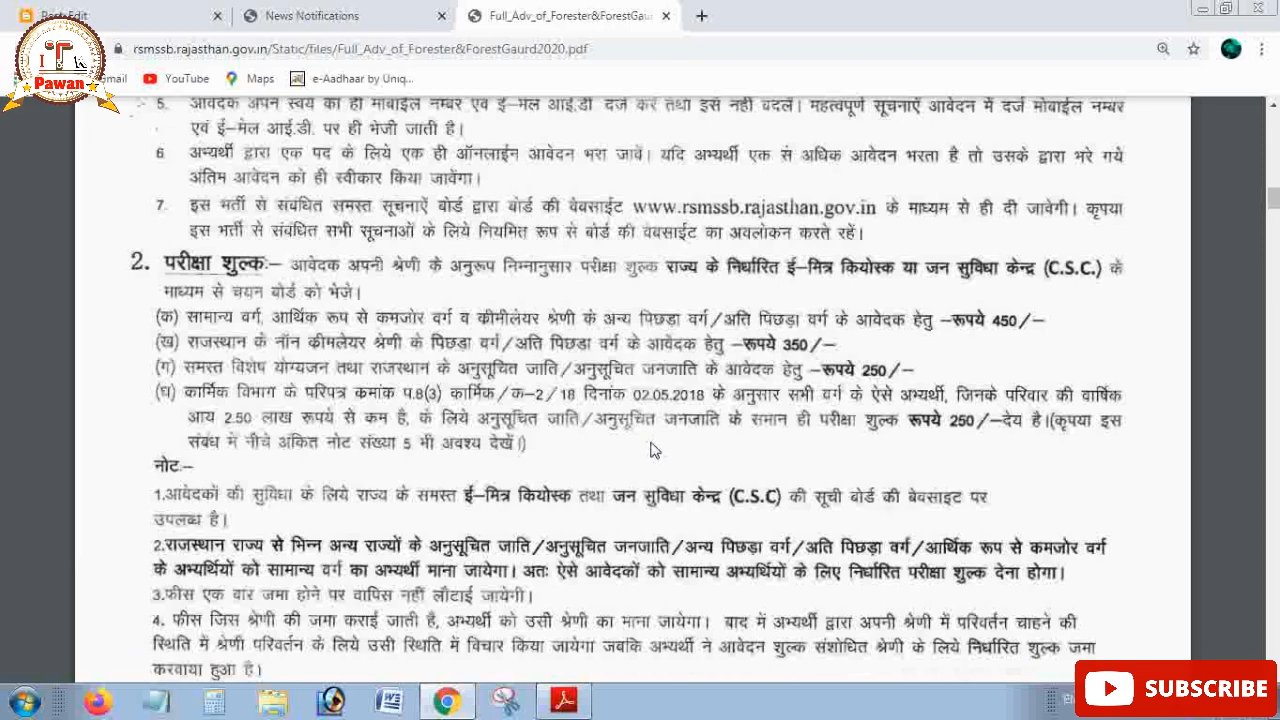 Post: Edit
News Notifications
Full_Adv_of_Forester&ForestGaur
rsmssb.rajasthan.gov.in/Static/files/Full_Adv_of_Forester&ForestGaurd2020.pdf
mail
YouTube
Maps
e-Aadhaar by Uniq...
IT
Pawan
5. आवेदक अपने स्वयं का ही मोबाईल नम्बर एवं ई–मेल आई.डी दर्ज करें तथा इसे नहीं बदलें। महत्वपूर्ण सूचनाऐं आवेदन में दर्ज मोबाईल नम्बर
एवं ई–मेल आई.डी. पर ही भेजी जाती है।
6 अभ्यर्थी द्वारा एक पद के लिये एक ही ऑनलाईन आवेदन भरा जावें। यदि अभ्यर्थी एक से अधिक आवेदन भरता है तो उसके द्वारा भरे गये
अंतिम आवेदन को ही स्वीकार किया जावेंगा।
7. इस भर्ती से संबंधित समस्त सूचनाऐं बोर्ड द्वारा बोर्ड की वेबसाईट www.rsmssb.rajasthan.gov.in के माध्यम से ही दी जावेगी। कृपया
इस भर्ती से संबंधित सभी सूचनाओं के लिये नियमित रूप से बोर्ड की वेबसाईट का अवलोकन करते रहें।
2. परीक्षा शुल्क:– आवेदक अपनी श्रेणी के अनुरूप निम्नानुसार परीक्षा शुल्क राज्य के निर्धारित ई–मित्र कियोस्क या जन सुविधा केन्द्र (C.S.C.) के
माध्यम से चयन बोर्ड को भेजे।
(क) सामान्य वर्ग, आर्थिक रूप से कमजोर वर्ग व कीमीलेयर श्रेणी के अन्य पिछड़ा वर्ग/अति पिछड़ा वर्ग के आवेदक हेतु –रूपये 450/–
(ख) राजस्थान के नॉन कीमलेयर श्रेणी के पिछड़ा वर्ग/अति पिछड़ा वर्ग के आवेदक हेतु –रूपये 350/–
(ग) समस्त विशेष योग्यजन तथा राजस्थान के अनुसूचित जाति/अनुसूचित जनजाति के आवेदक हेतु –रूपये 250/–
(घ) कार्मिक विभाग के परिपत्र कमांक प.8(3) कार्मिक/क–2/18 दिनांक 02.05.2018 के अनुसार सभी वर्ग के ऐसे अभ्यर्थी, जिनके परिवार की वार्षिक
आय 2.50 लाख रूपये से कम है, के लिये अनुसूचित जाति/अनुसूचित जनजाति के समान ही परीक्षा शुल्क रूपये 250/–देय है।(कृपया इस
संबंध में नीचे अंकित नोट संख्या 5 भी अवश्य देखें।)
नोट:–
1.आवेदकों की सुविधा के लिये राज्य के समस्त ई–मित्र कियोस्क तथा जन सुविधा केन्द्र (C.S.C) की सूची बोर्ड की बेवसाइट पर
उपलब्ध है।
2.राजस्थान राज्य से भिन्न अन्य राज्यों के अनुसूचित जाति/अनुसूचित जनजाति/अन्य पिछड़ा वर्ग/अति पिछड़ा वर्ग/आर्थिक रूप से कमजोर वर्ग
के अभ्यर्थियों को सामान्य वर्ग का अभ्यर्थी माना जायेगा। अतः ऐसे आवेदकों को सामान्य अभ्यर्थियों के लिए निर्धारित परीक्षा शुल्क देना होगा।
3.फीस एक बार जमा होने पर वापिस नहीं लौटाई जायेगी।
4. फीस जिस श्रेणी की जमा कराई जाती है, अभ्यर्थी को उसी श्रेणी का माना जायेगा। बाद में अभ्यर्थी द्वारा अपनी श्रेणी में परिवर्तन चाहने की
स्थिति में श्रेणी परिवर्तन के लिये उसी स्थिति में विचार किया जायेगा जबकि अभ्यर्थी ने आवेदन शुल्क संशोधित श्रेणी के लिये निर्धारित शुल्क जमा
करवाया हुआ है।
SUBSCRIBE